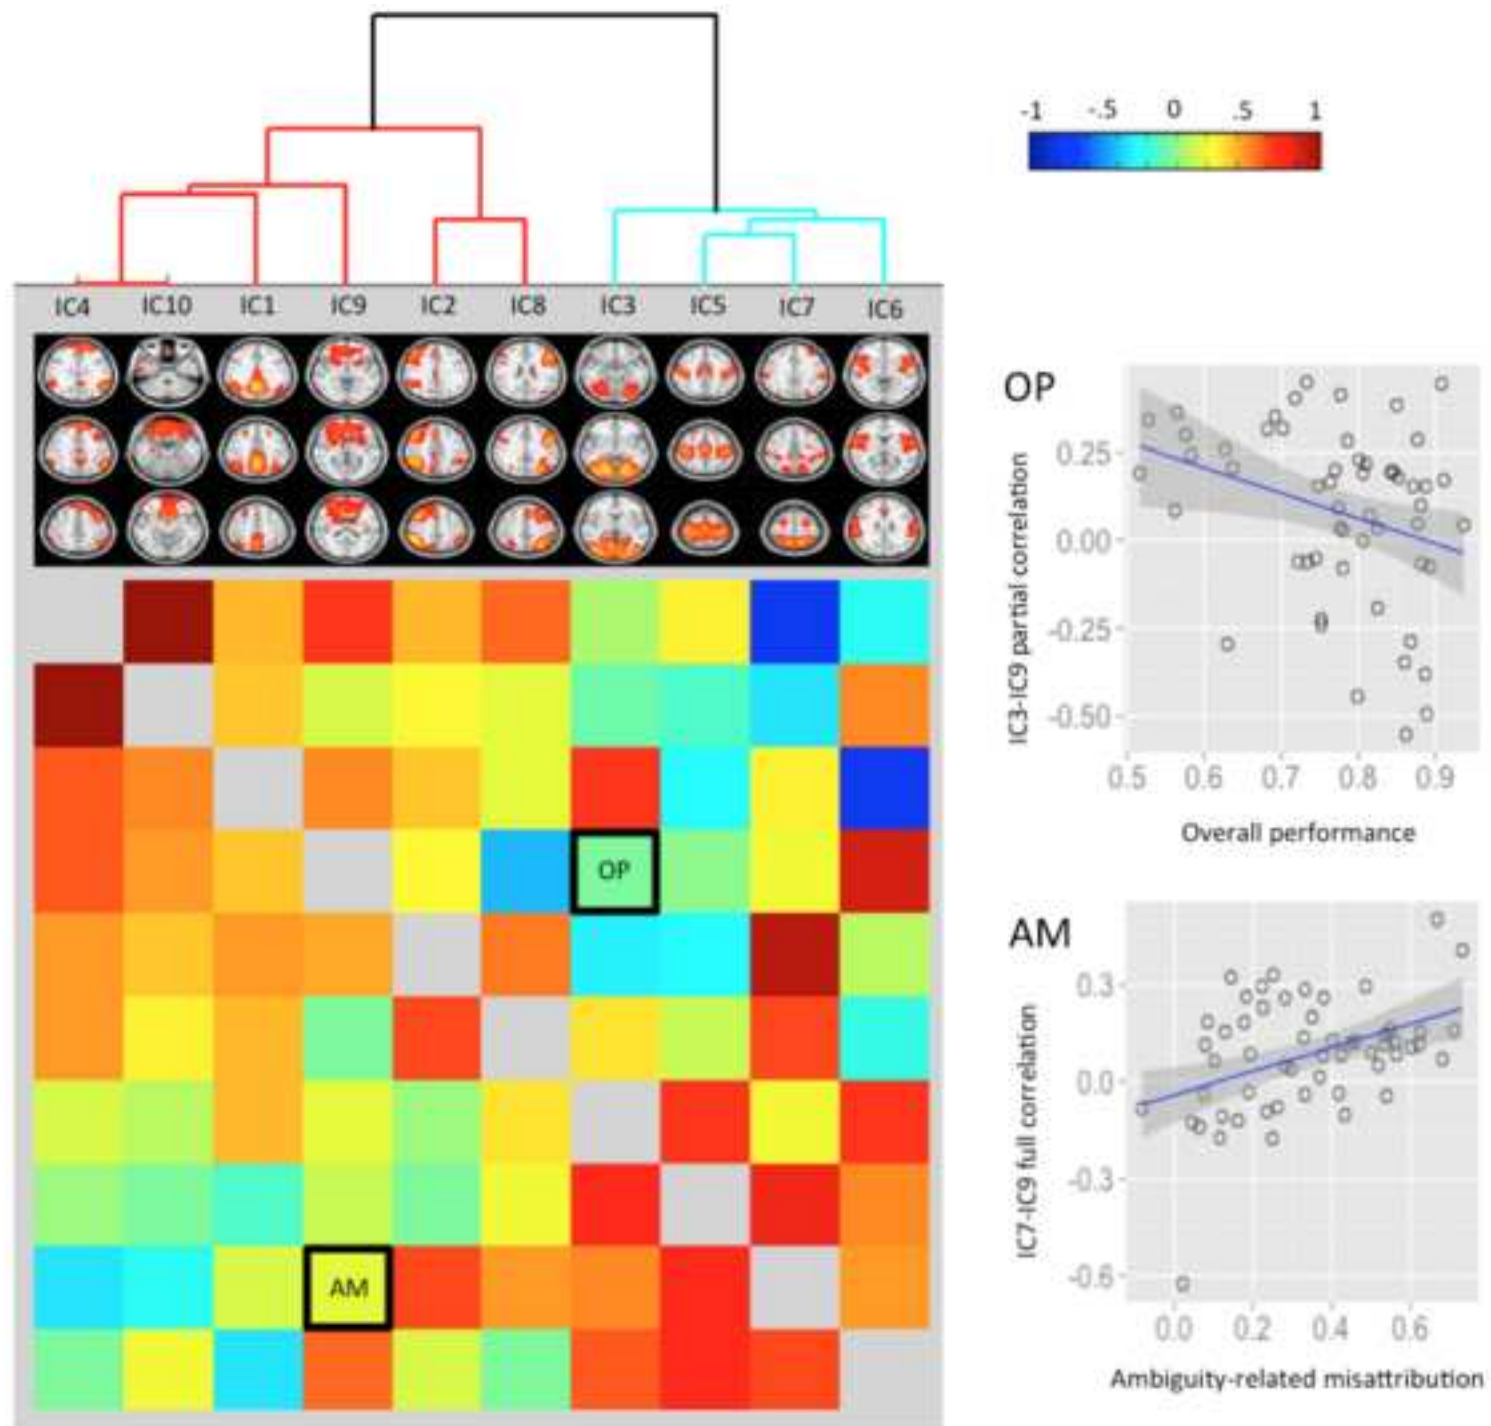 -1 -.5 0 .5 1
IC4 IC10 IC1 IC9 IC2 IC8 IC3 IC5 IC7 IC6
OP
IC3-IC9 partial correlation
0.25
0.00
-0.25
-0.50
0.5 0.6 0.7 0.8 0.9
Overall performance
OP
AM
AM
IC7-IC9 full correlation
0.3
0.0
-0.3
-0.6
0.0 0.2 0.4 0.6
Ambiguity-related misattribution